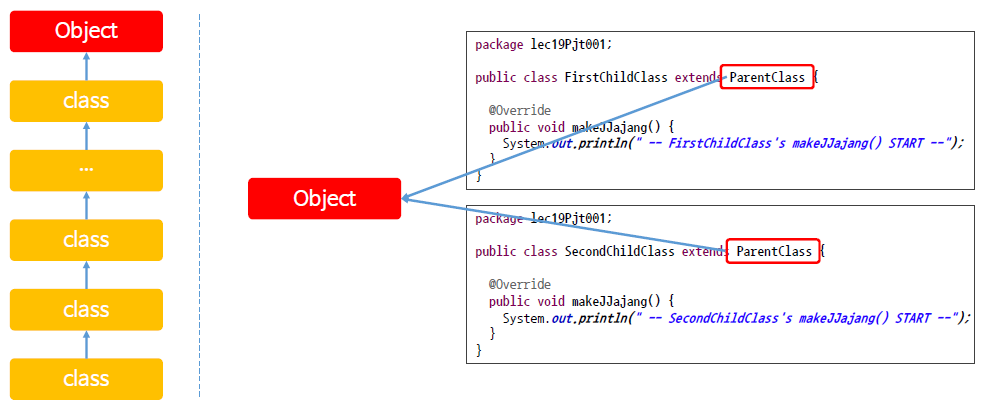 Object
class
...
class
class
class
Object
package lec19Pjt001;
public class FirstChildClass extends ParentClass {
@Override
public void makeJJajang() {
System.out.println(" -- FirstChildClass's makeJJajang() START --");
}
}
package lec19Pjt001;
public class SecondChildClass extends ParentClass {
@Override
public void makeJJajang() {
System.out.println(" -- SecondChildClass's makeJJajang() START --");
}
}